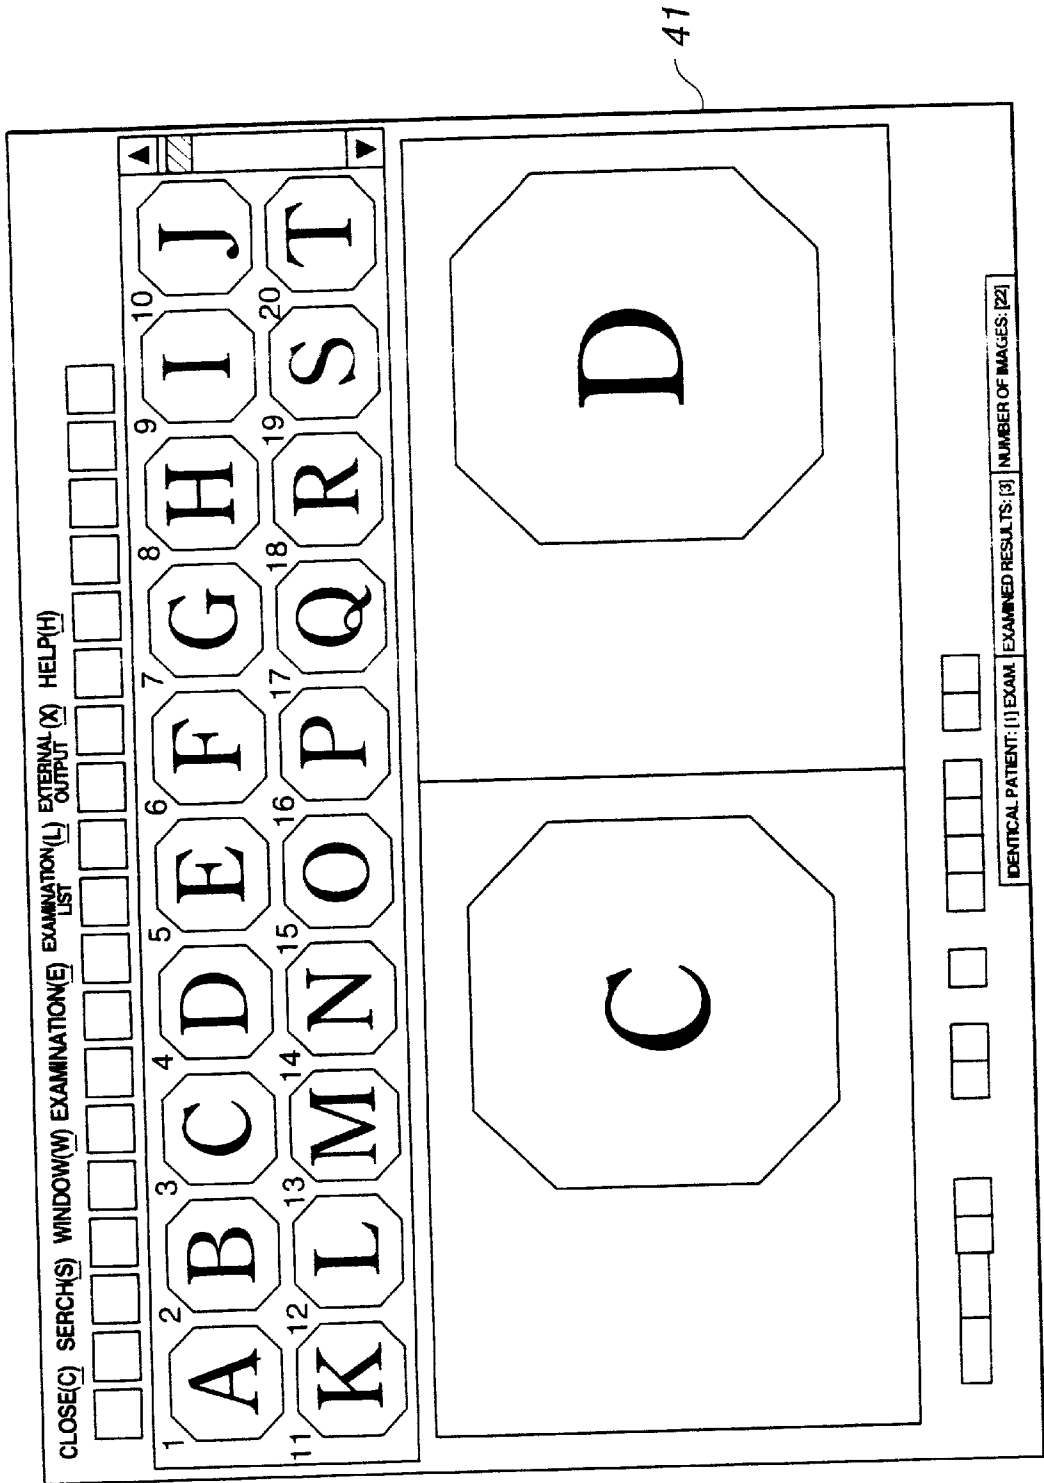 41
CLOSE(C) SERCH(S) WINDOW(W) EXAMINATION(E) EXAMINATION LIST (L) EXTERNAL OUTPUT (X) HELP(H)
1 2 3 4 5 6 7 8 9 10
A B C D E F G H I J
11 12 13 14 15 16 17 18 19 20
K L M N O P Q R S T
C D
IDENTICAL PATIENT: [1] EXAM. EXAMINED RESULTS: [3] NUMBER OF IMAGES: [22]